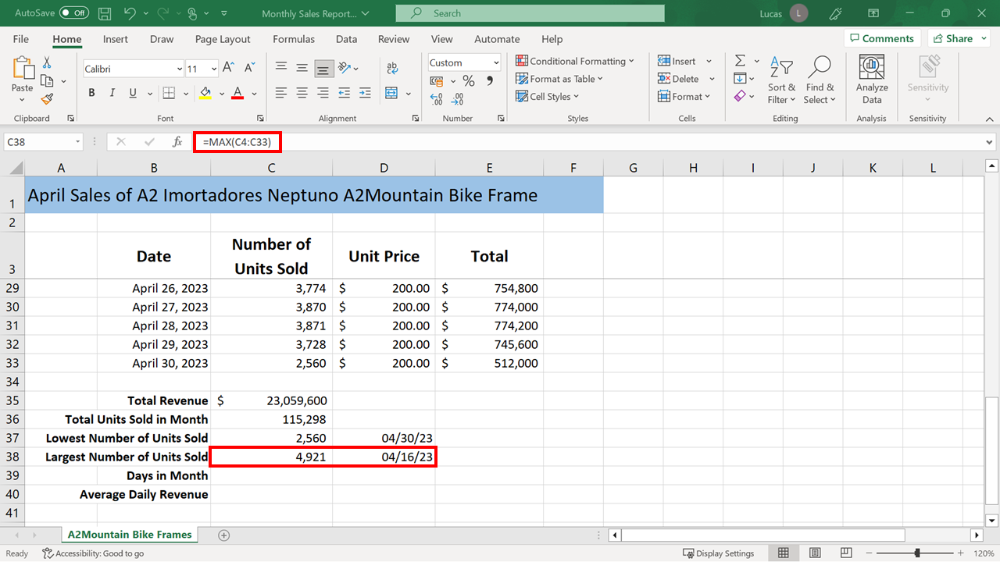 AutoSave Off Monthly Sales Report... Search Lucas L
File Home Insert Draw Page Layout Formulas Data Review View Automate Help Comments Share
Paste
Clipboard
Calibri 11
B I U A
Font
ab
Alignment
Custom
%
Number
Conditional Formatting
Format as Table
Cell Styles
Styles
Insert
Delete
Format
Cells
Sort & Filter
Find & Select
Editing
Analyze Data
Analysis
Sensitivity
Sensitivity
C38 fx =MAX(C4:C33)
A B C D E F G H I J K L
1 April Sales of A2 Imortadores Neptuno A2Mountain Bike Frame
2
3 Date Number of Units Sold Unit Price Total
29 April 26, 2023 3,774 $ 200.00 $ 754,800
30 April 27, 2023 3,870 $ 200.00 $ 774,000
31 April 28, 2023 3,871 $ 200.00 $ 774,200
32 April 29, 2023 3,728 $ 200.00 $ 745,600
33 April 30, 2023 2,560 $ 200.00 $ 512,000
34
35 Total Revenue $ 23,059,600
36 Total Units Sold in Month 115,298
37 Lowest Number of Units Sold 2,560 04/30/23
38 Largest Number of Units Sold 4,921 04/16/23
39 Days in Month
40 Average Daily Revenue
41
A2Mountain Bike Frames
Ready Accessibility: Good to go Display Settings 120%